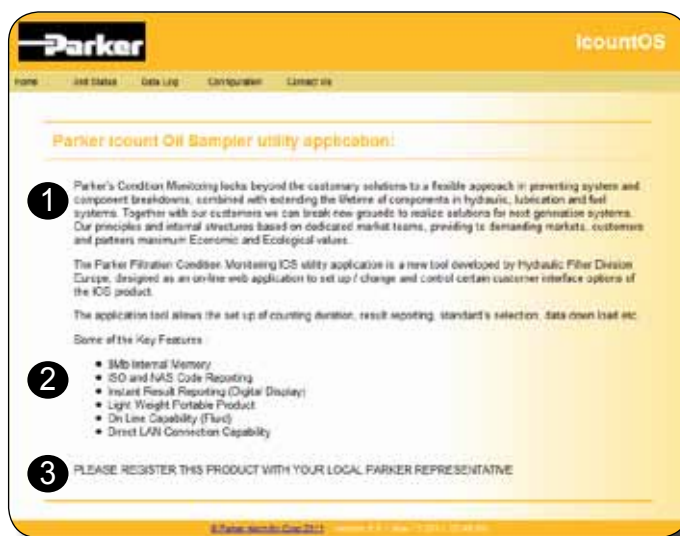 Parker
IcountOS
Home Unit Status Data Log Configuration Contact Us
Parker Icount Oil Sampler utility application:
1
Parker's Condition Monitoring looks beyond the customary solutions to a flexible approach in preventing system and
component breakdowns, combined with extending the lifetime of components in hydraulic, lubrication and fuel
systems. Together with our customers we can break new grounds to realize solutions for next generation systems.
Our principles and internal structures based on dedicated market teams, providing to demanding markets, customers
and partners maximum Economic and Ecological values.
The Parker Filtration Condition Monitoring IOS utility application is a new tool developed by Hydraulic Filter Division
Europe, designed as an on-line web application to set up / change and control certain customer interface options of
the IOS product.
The application tool allows the set up of counting duration, result reporting, standard's selection, data down load etc.
Some of the Key Features
2
• 8Mb Internal Memory
• ISO and NAS Code Reporting
• Instant Result Reporting (Digital Display)
• Light Weight Portable Product
• On Line Capability (Fluid)
• Direct LAN Connection Capability
3
PLEASE REGISTER THIS PRODUCT WITH YOUR LOCAL PARKER REPRESENTATIVE
© Parker Hannifin Corp 2011